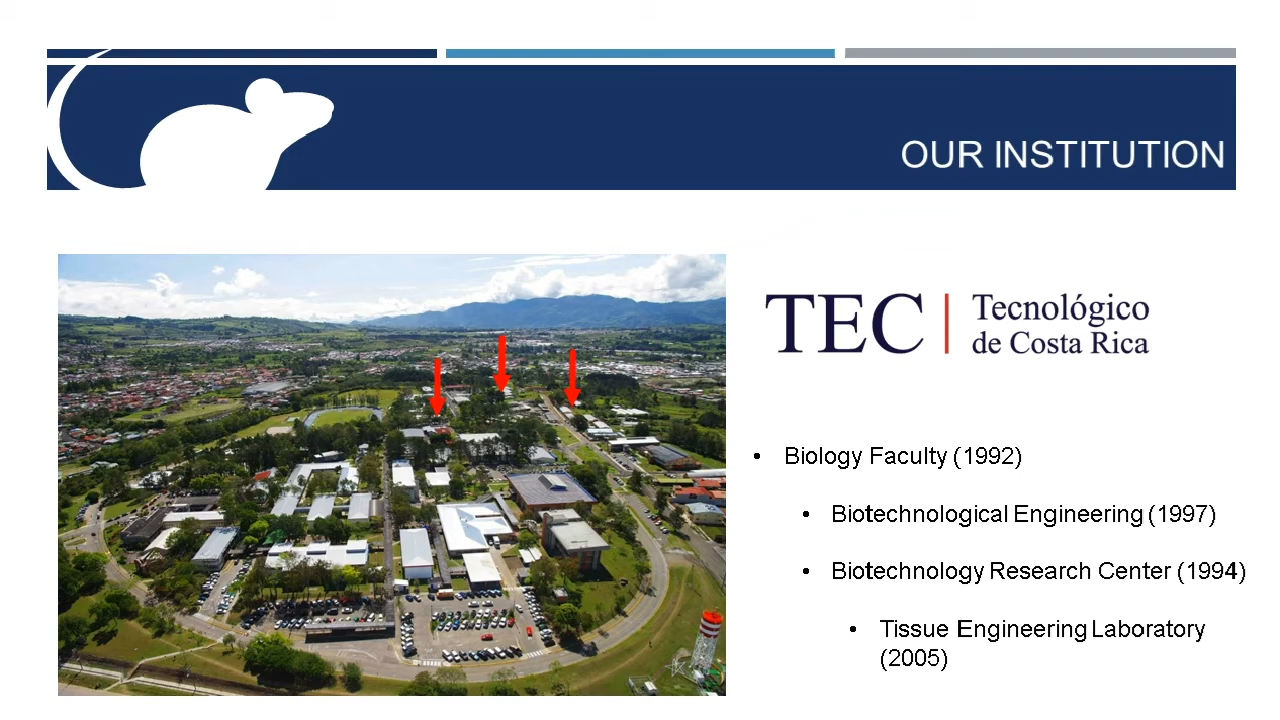 OUR INSTITUTION
TEC | Tecnológico
de Costa Rica
• Biology Faculty (1992)
• Biotechnological Engineering (1997)
• Biotechnology Research Center (1994)
• Tissue Engineering Laboratory
(2005)